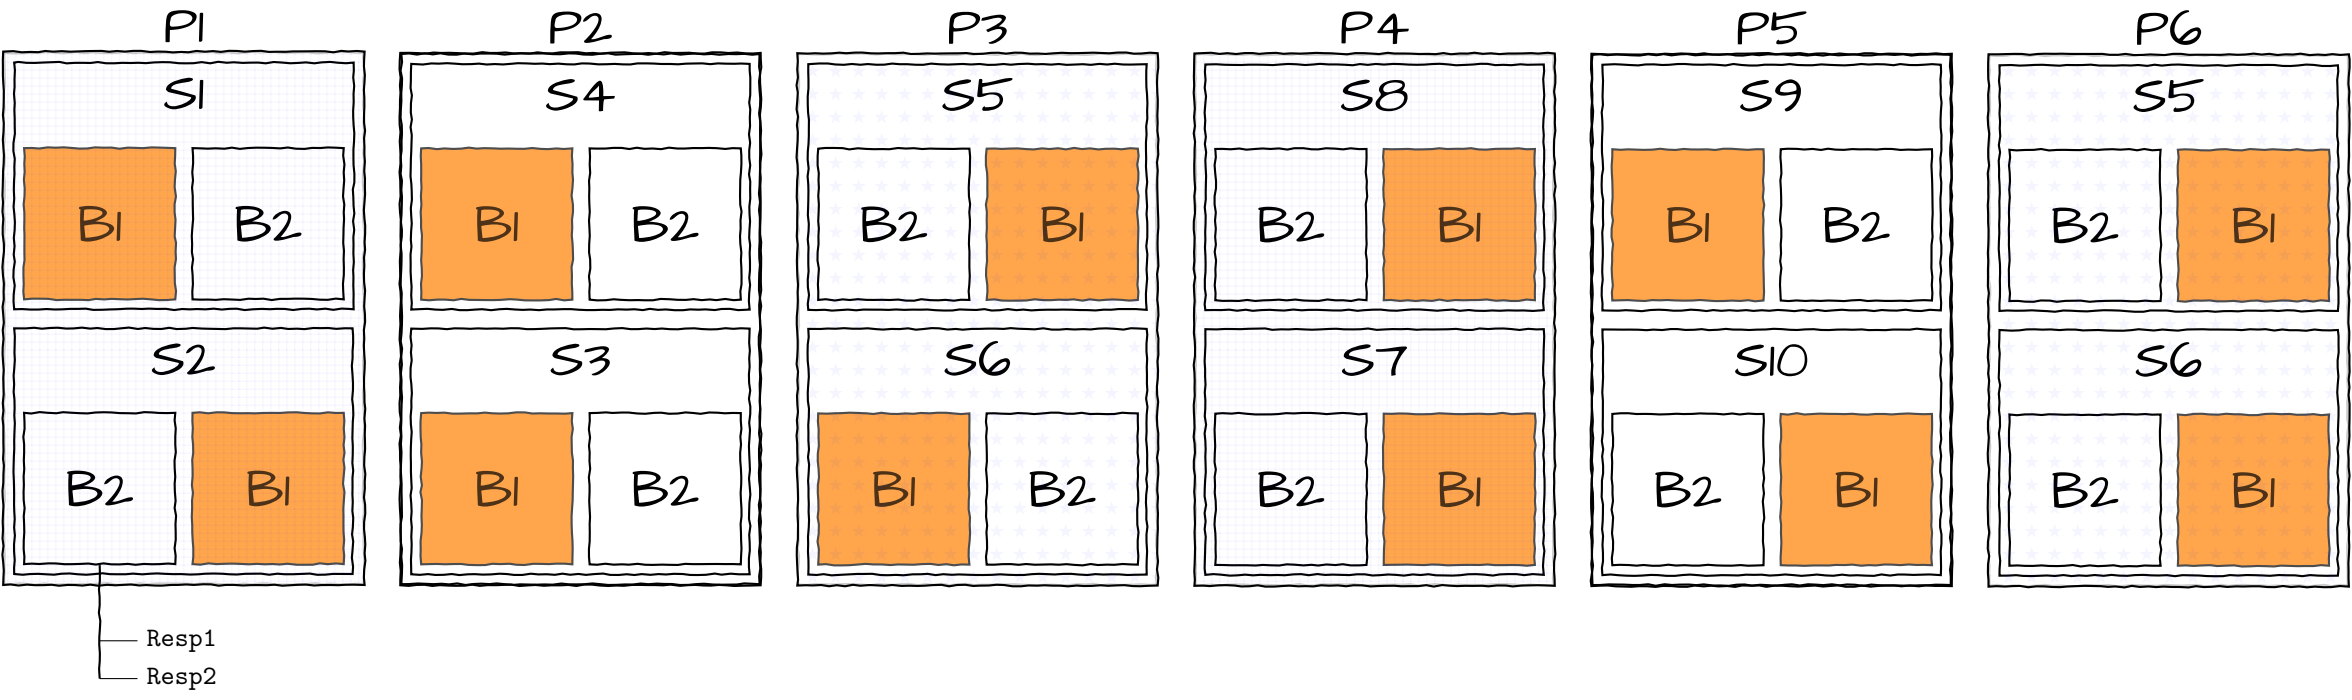 P1 P2 P3 P4 P5 P6
S1 S4 S5 S8 S9 S5
B1 B2 B1 B2 B2 B1 B2 B1 B1 B2 B2 B1
S2 S3 S6 S7 S10 S6
B2 B1 B1 B2 B1 B2 B2 B1 B2 B1 B2 B1
Resp1
Resp2